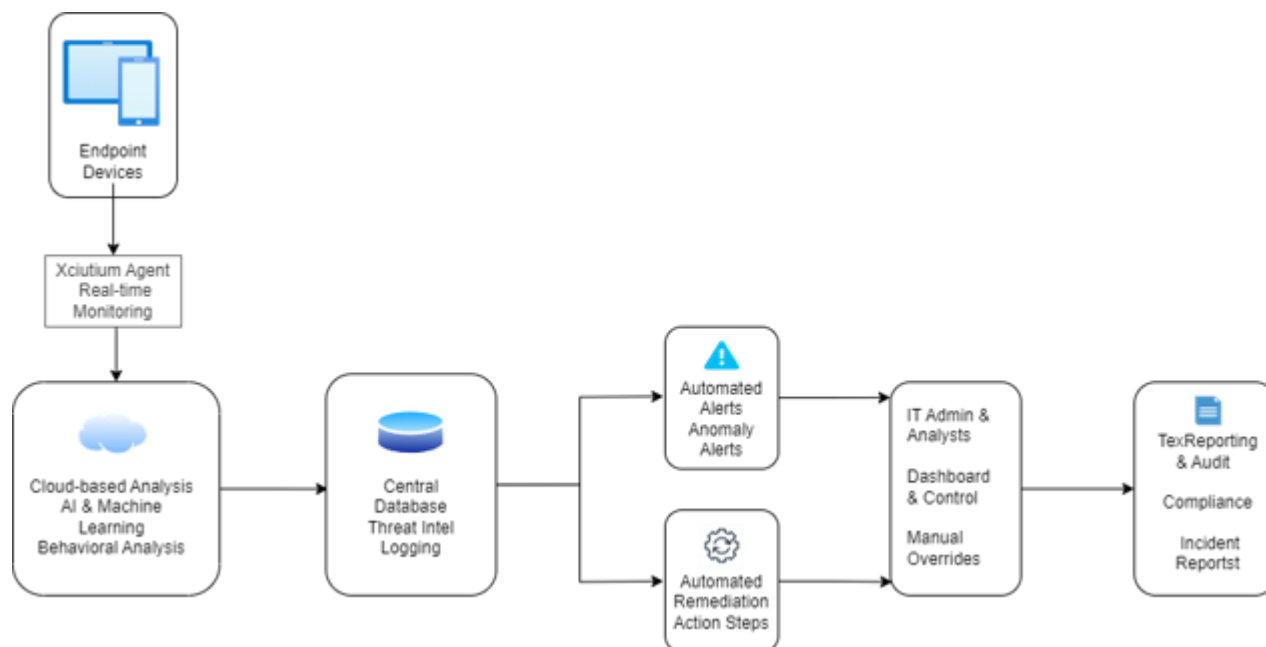 Endpoint
Devices
Xciutium Agent
Real-time
Monitoring
Cloud-based Analysis
AI & Machine
Learning
Behavioral Analysis
Central
Database
Threat Intel
Logging
Automated
Alerts
Anomaly
Alerts
Automated
Remediation
Action Steps
IT Admin &
Analysts
Dashboard
& Control
Manual
Overrides
TexReporting
& Audit
Compliance
Incident
Reportst